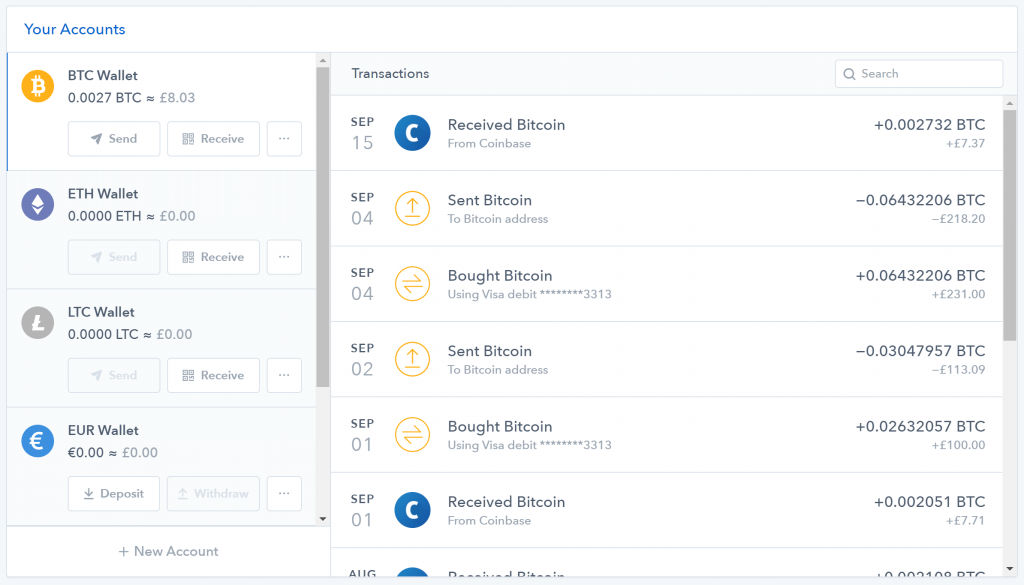 Your Accounts
BTC Wallet
0.0027 BTC ≈ £8.03
Send
Receive
...
ETH Wallet
0.0000 ETH ≈ £0.00
Send
Receive
...
LTC Wallet
0.0000 LTC ≈ £0.00
Send
Receive
...
EUR Wallet
€0.00 ≈ £0.00
Deposit
Withdraw
...
+ New Account
Transactions
Search
SEP
15
Received Bitcoin
From Coinbase
+0.002732 BTC
+£7.37
SEP
04
Sent Bitcoin
To Bitcoin address
−0.06432206 BTC
−£218.20
SEP
04
Bought Bitcoin
Using Visa debit ********3313
+0.06432206 BTC
+£231.00
SEP
02
Sent Bitcoin
To Bitcoin address
−0.03047957 BTC
−£113.09
SEP
01
Bought Bitcoin
Using Visa debit ********3313
+0.02632057 BTC
+£100.00
SEP
01
Received Bitcoin
From Coinbase
+0.002051 BTC
+£7.71
AUG
Received Bitcoin
+0.002108 BTC